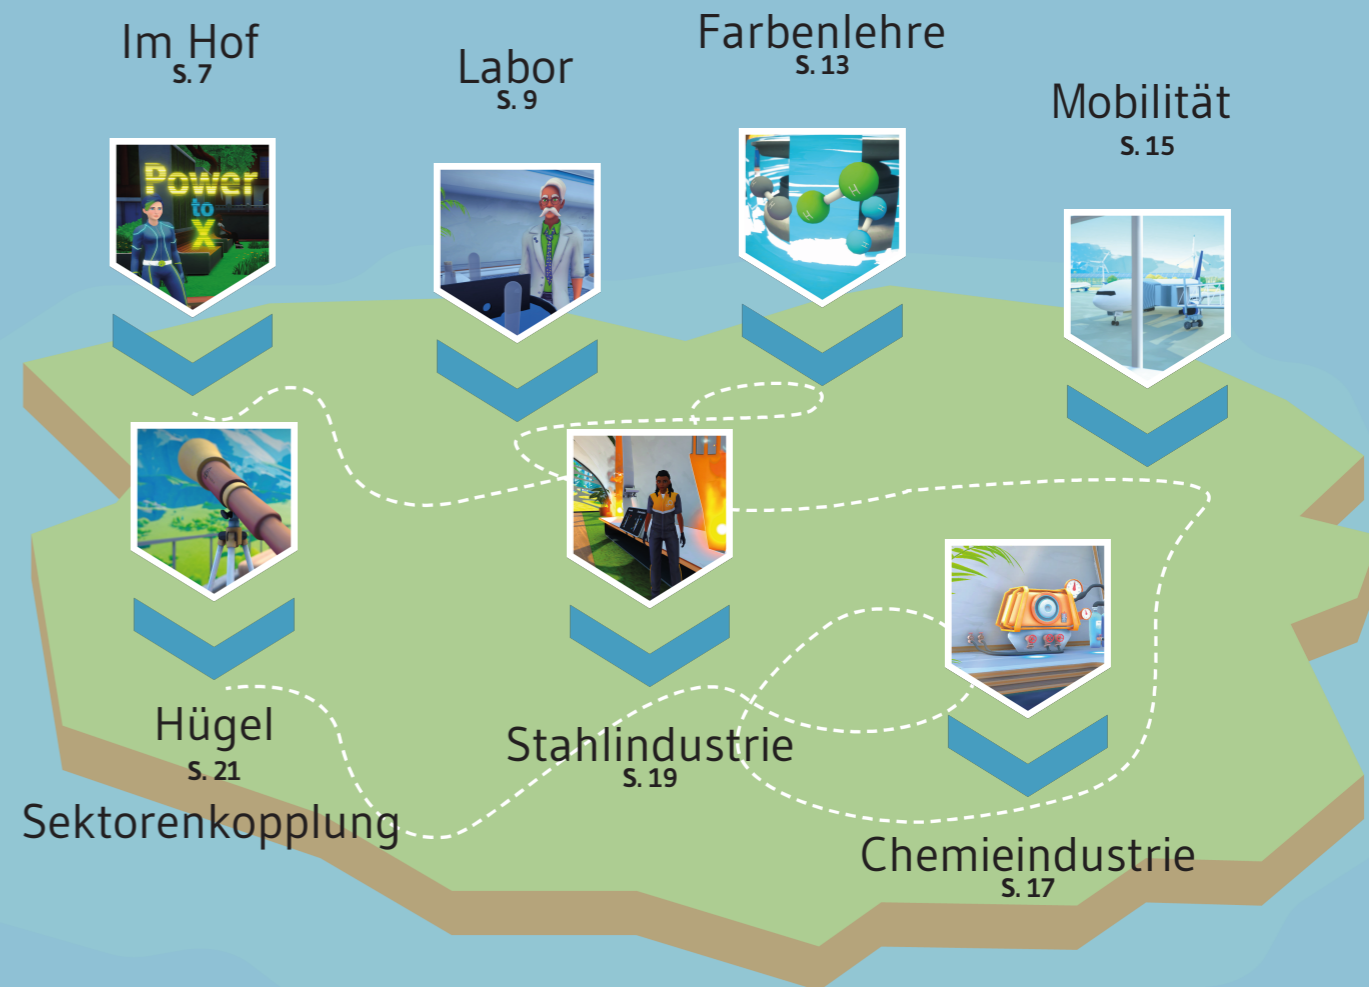 Im Hof
S. 7
Labor
S. 9
Farbenlehre
S. 13
Mobilität
S. 15
Power
to
X
H
H
Hügel
S. 21
Sektorenkopplung
Stahlindustrie
S. 19
Chemieindustrie
S. 17